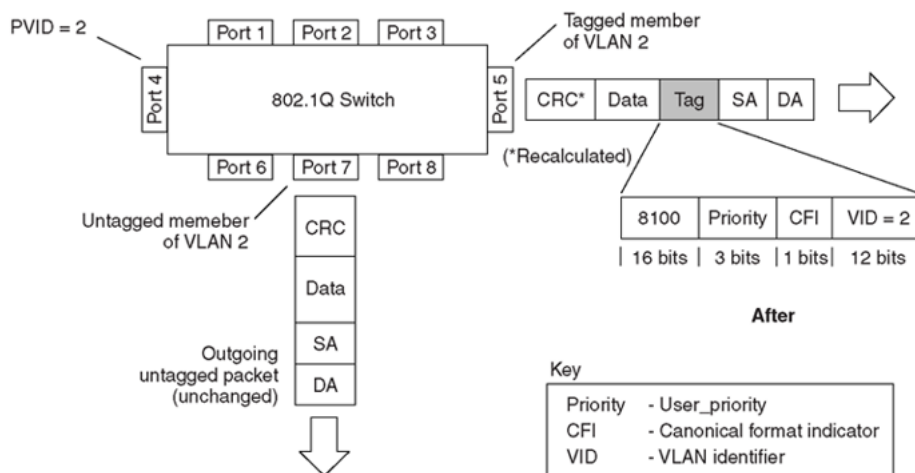 PVID = 2
Port 1
Port 2
Port 3
Tagged member
of VLAN 2
Port 4
802.1Q Switch
Port 5
CRC*
Data
Tag
SA
DA
(*Recalculated)
Port 6
Port 7
Port 8
Untagged memeber
of VLAN 2
CRC
Data
SA
DA
8100
Priority
CFI
VID = 2
16 bits
3 bits
1 bits
12 bits
After
Outgoing
untagged packet
(unchanged)
Key
Priority - User_priority
CFI - Canonical format indicator
VID - VLAN identifier